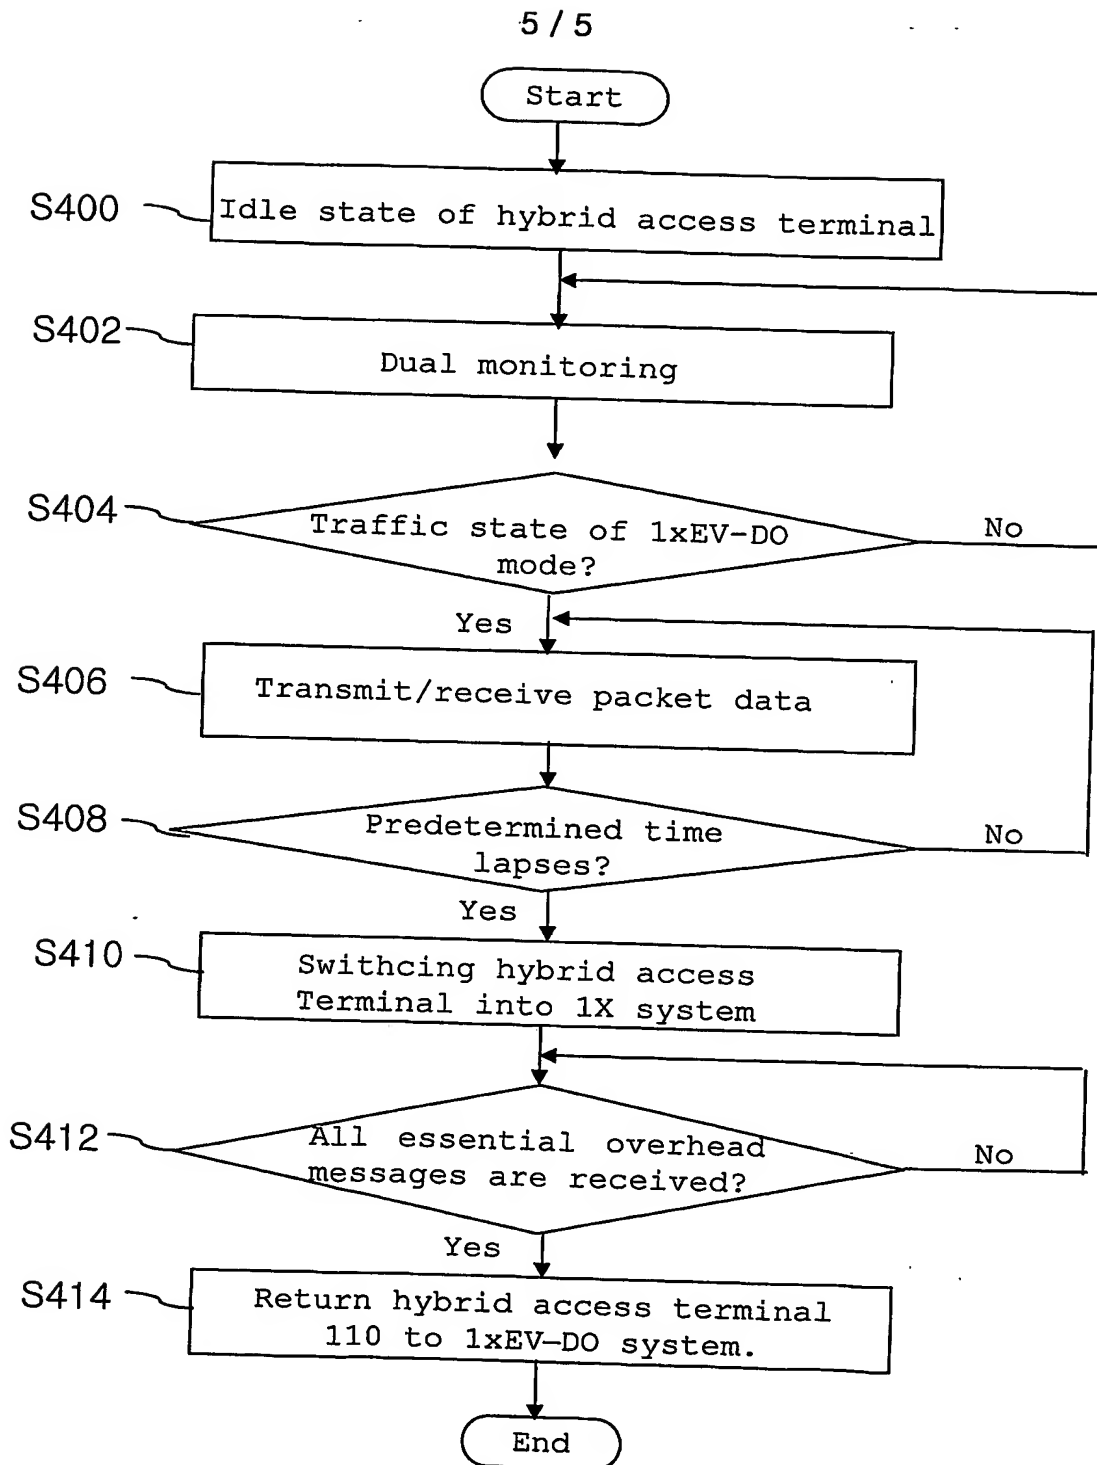 5 / 5
Start
S400
Idle state of hybrid access terminal
S402
Dual monitoring
S404
Traffic state of 1xEV-DO
mode?
No
Yes
S406
Transmit/receive packet data
S408
Predetermined time
lapses?
No
Yes
S410
Swithcing hybrid access
Terminal into 1X system
S412
All essential overhead
messages are received?
No
Yes
S414
Return hybrid access terminal
110 to 1xEV-DO system.
End